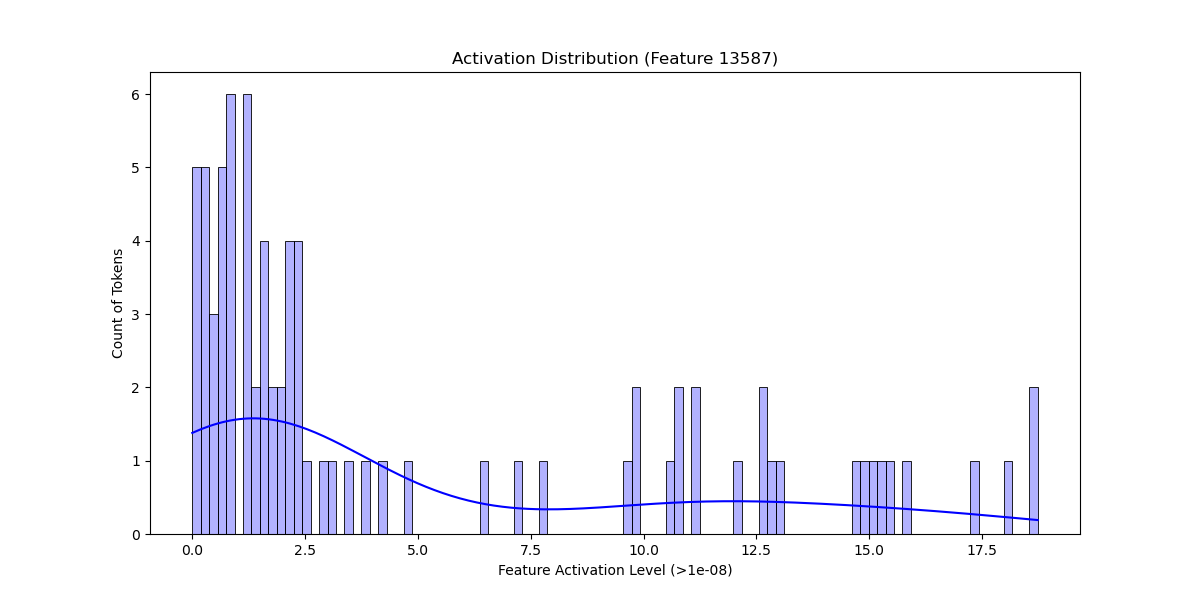 Activation Distribution (Feature 13587)
6
5
4
3
2
1
0
Count of Tokens
0.0 2.5 5.0 7.5 10.0 12.5 15.0 17.5
Feature Activation Level (>1e-08)